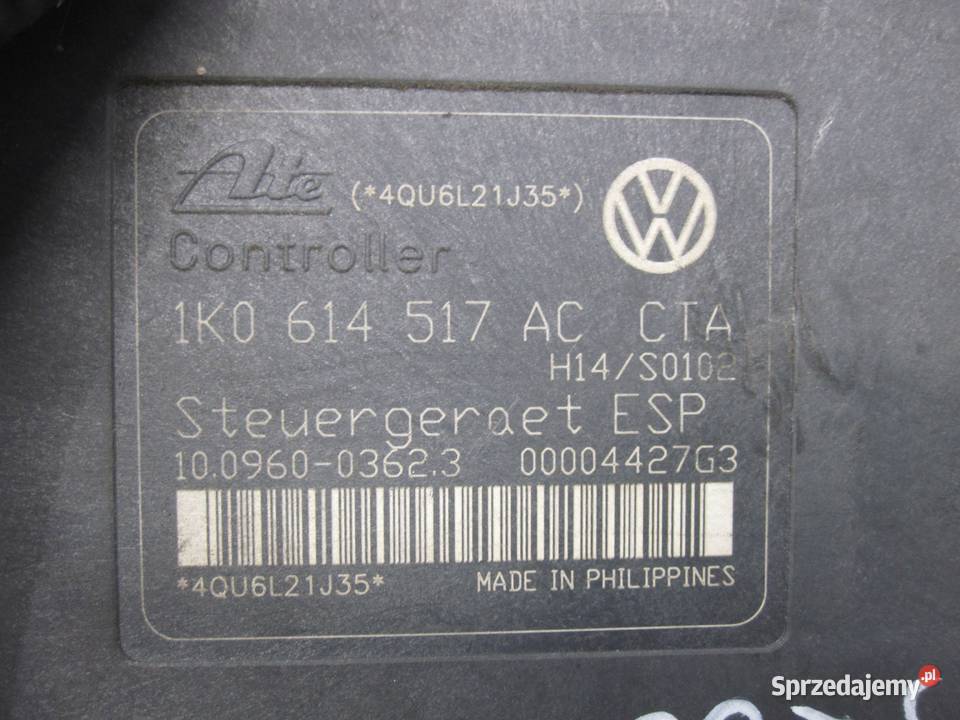 Ate (*4QU6L21J35*)
Controller
1K0 614 517 AC CTA
H14/S0102
Steuergeraet ESP
10.0960-0362.3 00004427G3
*4QU6L21J35* MADE IN PHILIPPINES
Sprzedajemy.pl